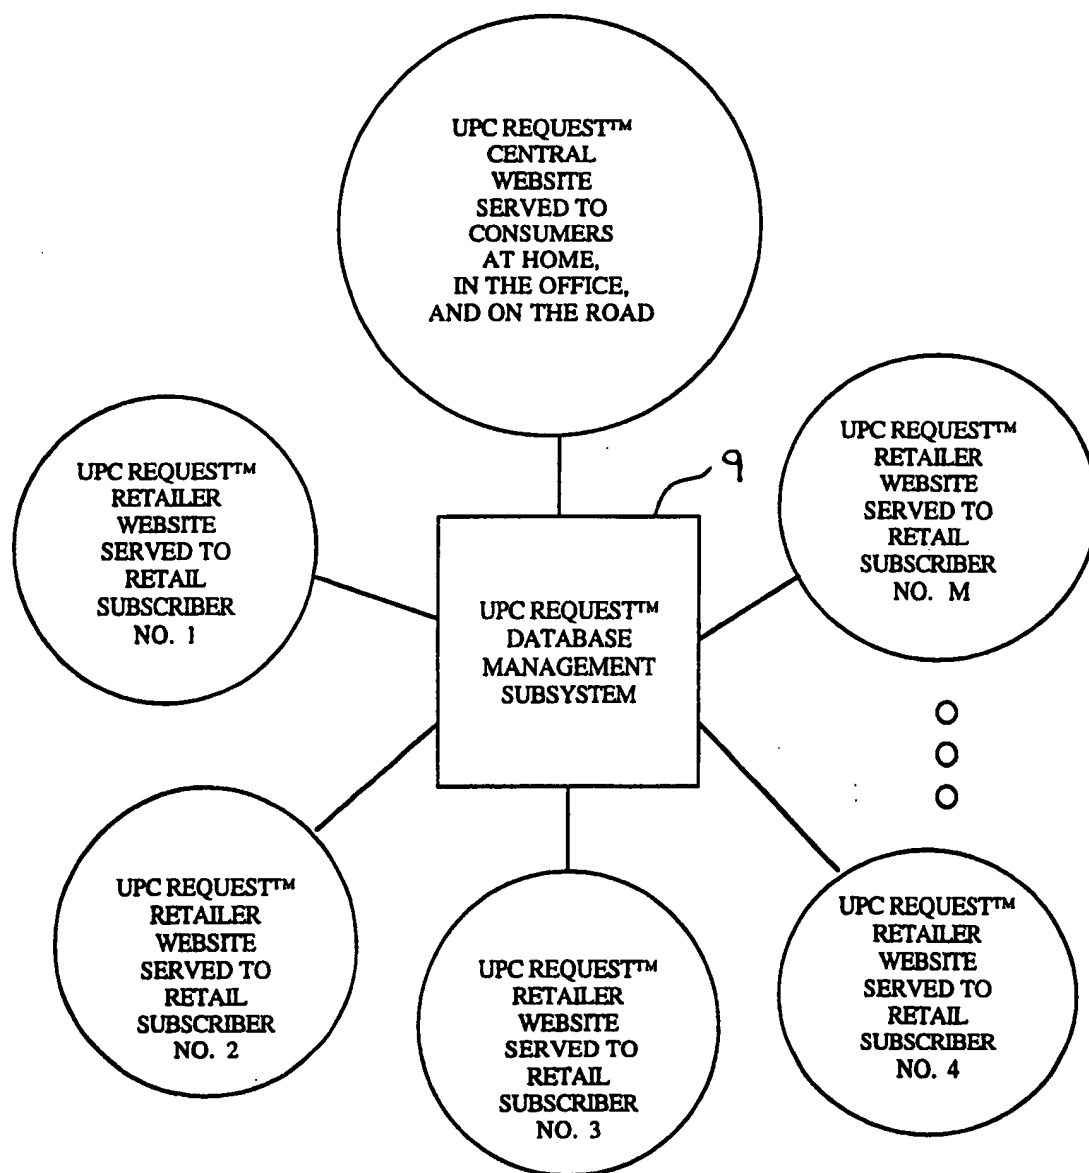 UPC REQUEST™
CENTRAL
WEBSITE
SERVED TO
CONSUMERS
AT HOME,
IN THE OFFICE,
AND ON THE ROAD
UPC REQUEST™
RETAILER
WEBSITE
SERVED TO
RETAIL
SUBSCRIBER
NO. 1
9
UPC REQUEST™
RETAILER
WEBSITE
SERVED TO
RETAIL
SUBSCRIBER
NO. M
UPC REQUEST™
DATABASE
MANAGEMENT
SUBSYSTEM
UPC REQUEST™
RETAILER
WEBSITE
SERVED TO
RETAIL
SUBSCRIBER
NO. 2
UPC REQUEST™
RETAILER
WEBSITE
SERVED TO
RETAIL
SUBSCRIBER
NO. 3
UPC REQUEST™
RETAILER
WEBSITE
SERVED TO
RETAIL
SUBSCRIBER
NO. 4